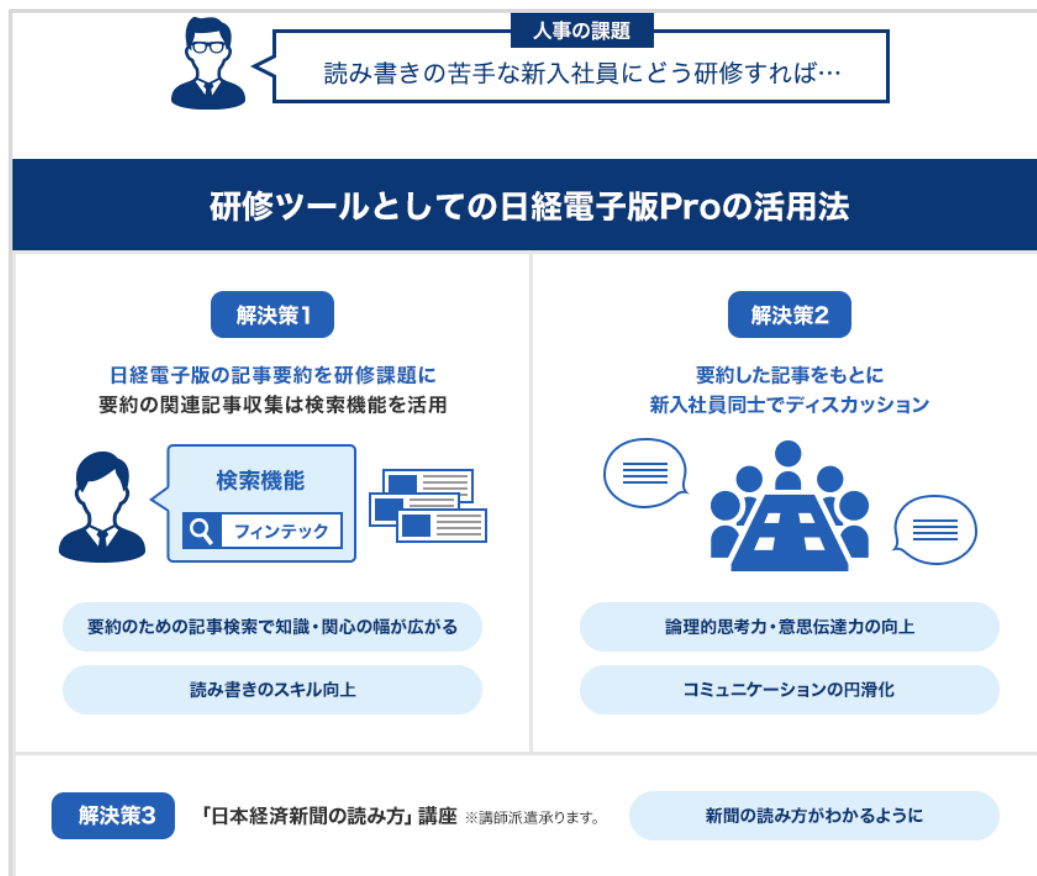 人事の課題
読み書きの苦手な新入社員にどう研修すれば…
研修ツールとしての日経電子版Proの活用法
解決策1
日経電子版の記事要約を研修課題に
要約の関連記事収集は検索機能を活用
検索機能
フィンテック
要約のための記事検索で知識・関心の幅が広がる
読み書きのスキル向上
解決策2
要約した記事をもとに
新入社員同士でディスカッション
論理的思考力・意思伝達力の向上
コミュニケーションの円滑化
解決策3
「日本経済新聞の読み方」講座 ※講師派遣承ります。
新聞の読み方がわかるように